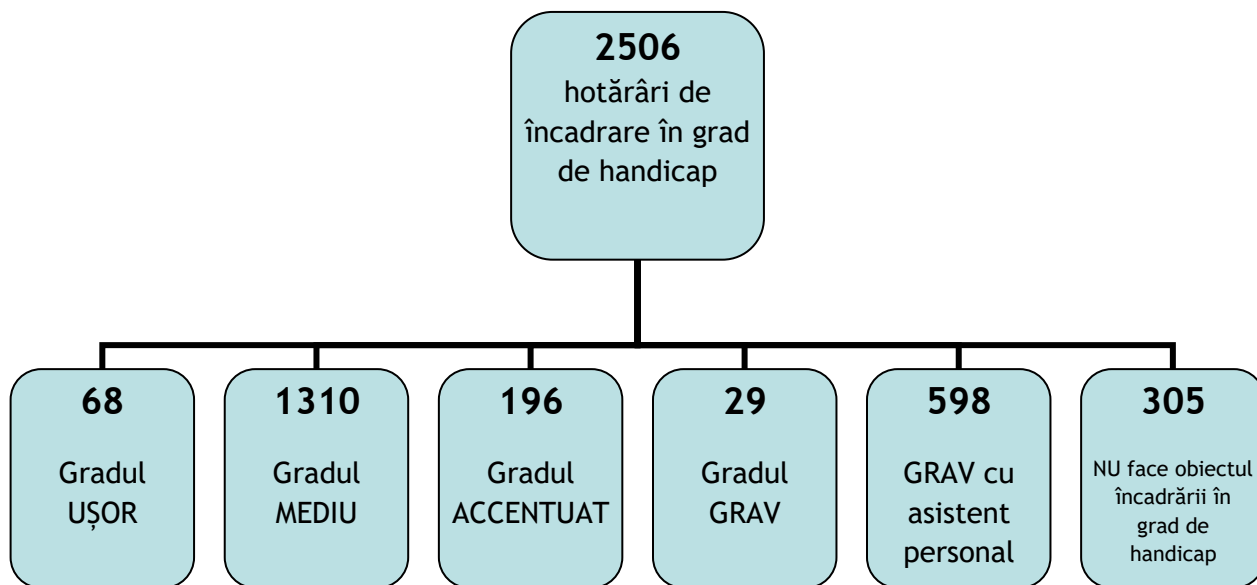 2506
hotărâri de
încadrare în grad
de handicap
68
Gradul
UȘOR
1310
Gradul
MEDIU
196
Gradul
ACCENTUAT
29
Gradul
GRAV
598
GRAV cu
asistent
personal
305
NU face obiectul
încadrării în
grad de
handicap